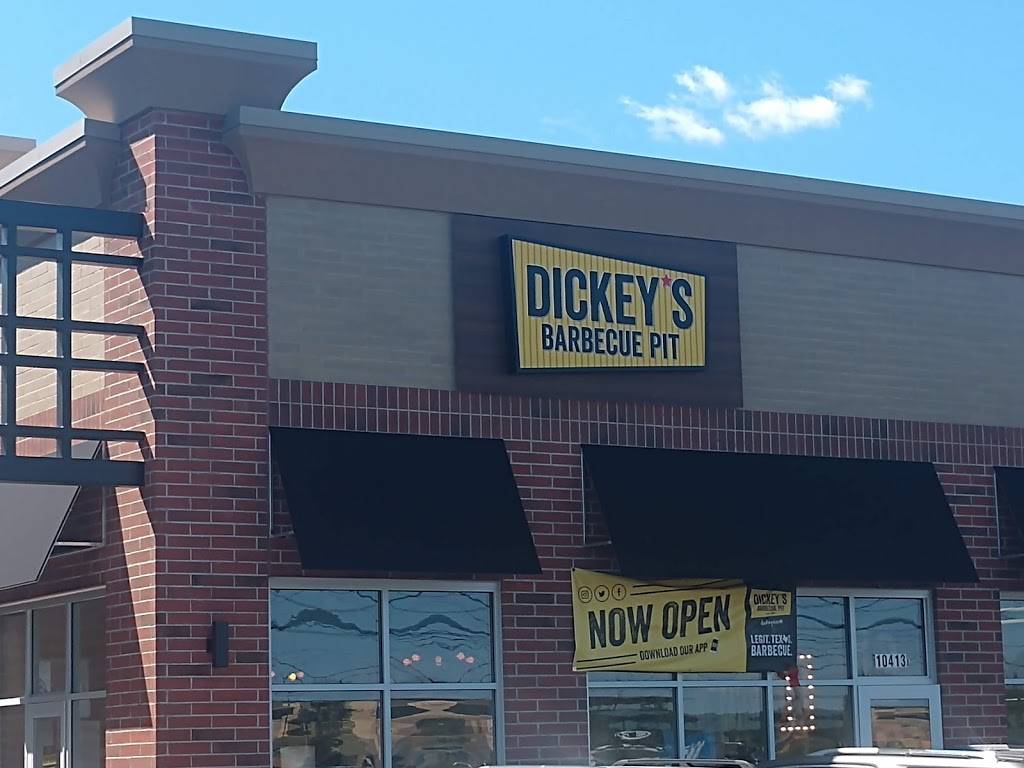 DICKEY'S
BARBECUE PIT
NOW OPEN
DOWNLOAD OUR APP
DICKEY'S
BARBECUE PIT
LEGIT. TEXAS.
BARBECUE.
10413